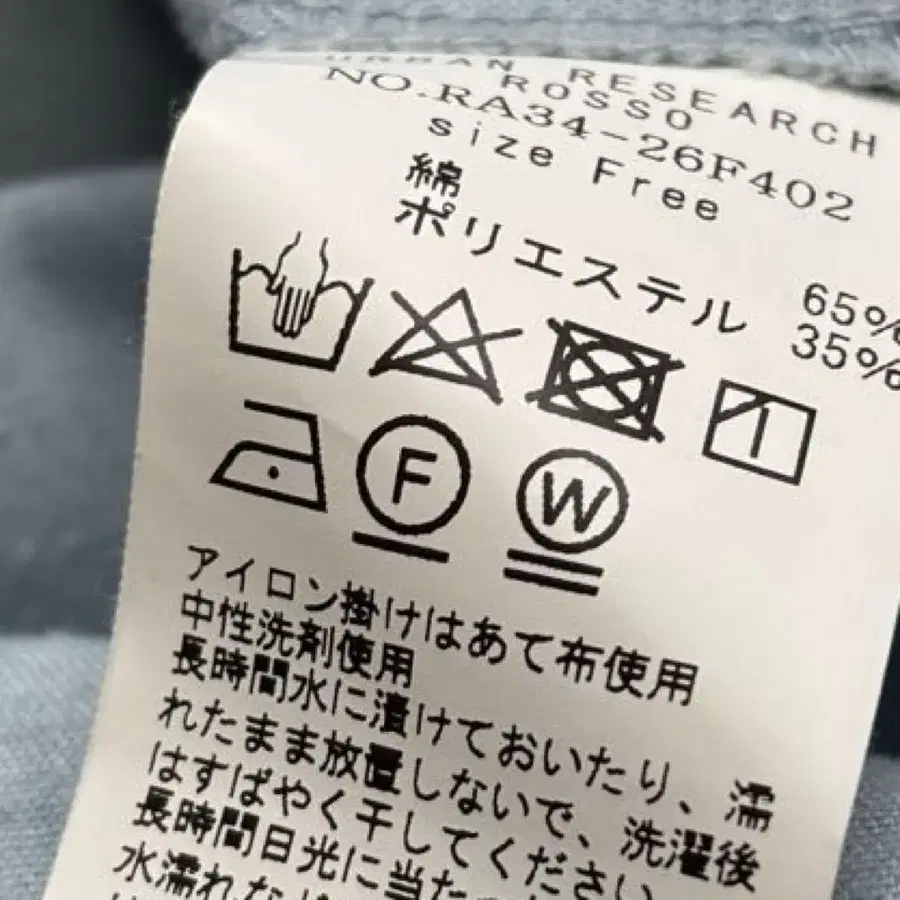 URBAN RESEARCH
ROSSO
NO.RA34-26F402
size Free
綿 65%
ポリエステル 35%
F
W
アイロン掛けはあて布使用
中性洗剤使用
長時間水に漬けておいたり、濡
れたまま放置しないで、洗濯後
はすばやく干してください
長時間日光に当た
水濡れな